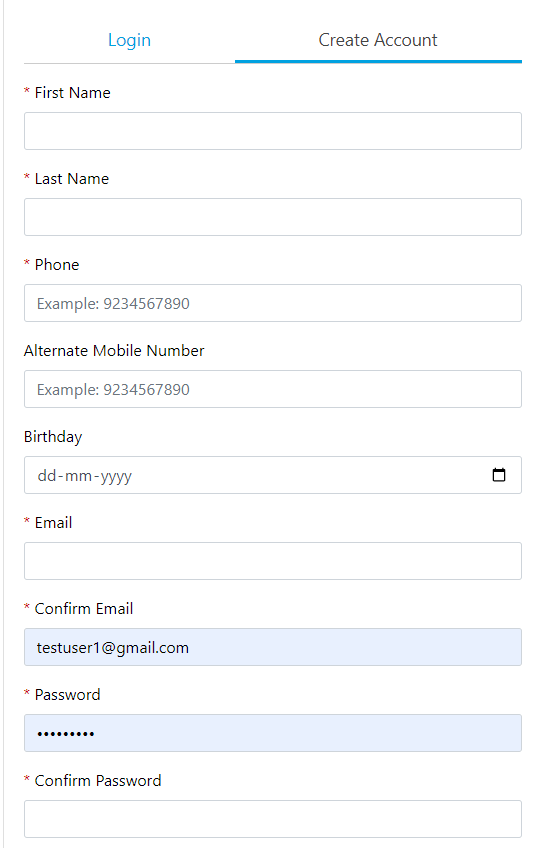 Login Create Account
* First Name
* Last Name
* Phone
Example: 9234567890
Alternate Mobile Number
Example: 9234567890
Birthday
dd-mm-yyyy
* Email
* Confirm Email
testuser1@gmail.com
* Password
•••••••••
* Confirm Password